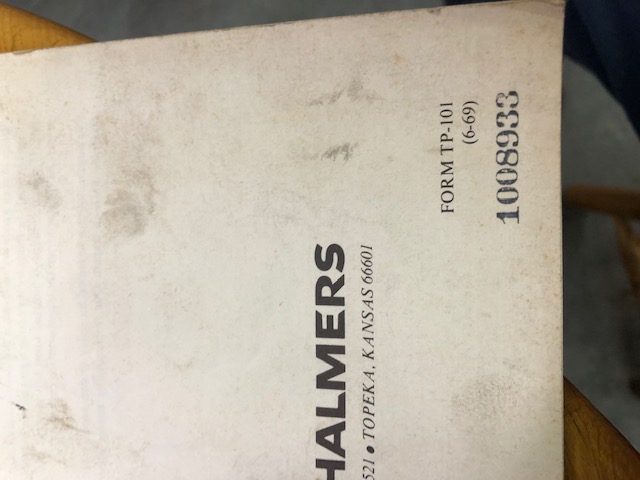 HALMERS
521 • TOPEKA, KANSAS 66601
FORM TP-101
(6-69)
1008933